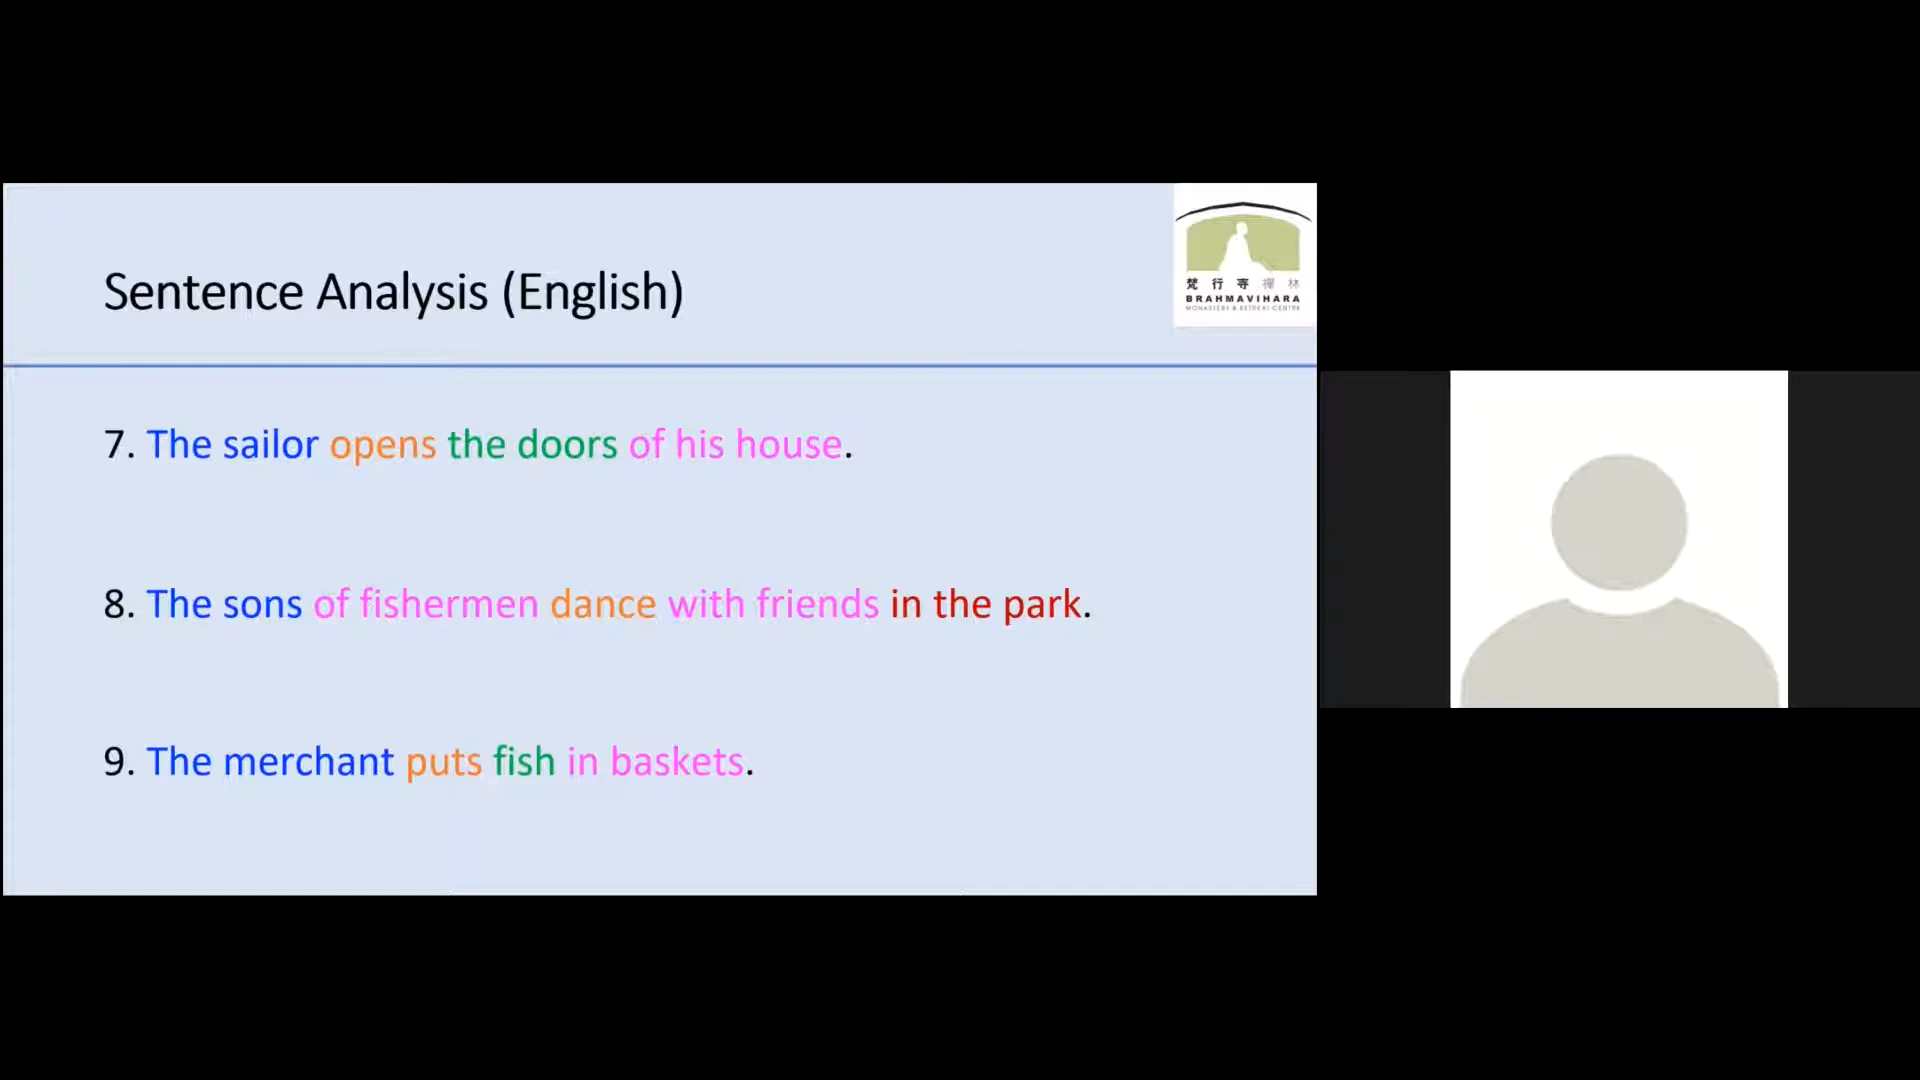 Sentence Analysis (English)
梵行寺禪林
BRAHMAVIHARA
MONASTERY & RETREAT CENTRE
7. The sailor opens the doors of his house.
8. The sons of fishermen dance with friends in the park.
9. The merchant puts fish in baskets.